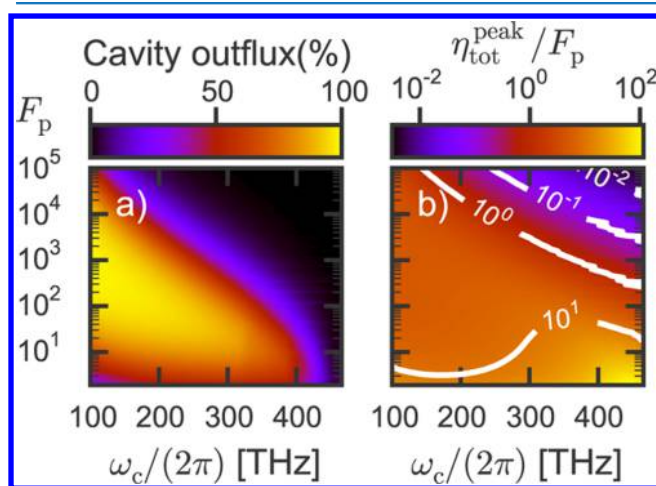 Cavity outflux(%)
η_tot^peak/F_p
0 50 100
10^-2 10^0 10^2
F_p
10^5
10^4
10^3
10^2
10^1
a)
b)
10^-2
10^-1
10^0
10^1
100 200 300 400
100 200 300 400
ω_c/(2π) [THz]
ω_c/(2π) [THz]